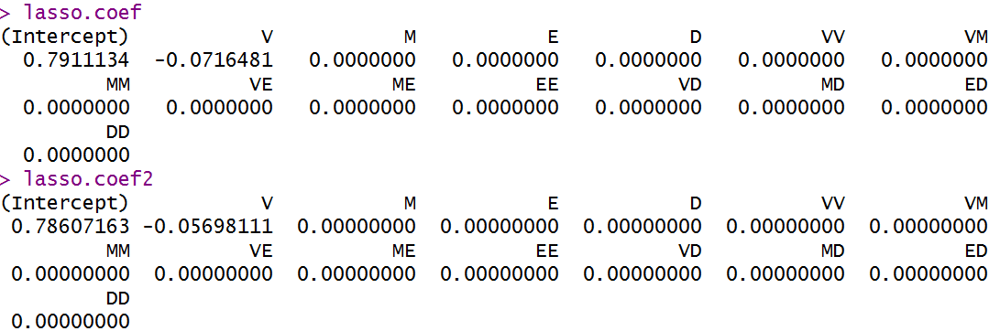 > lasso.coef
(Intercept) V M E D VV VM
0.7911134 -0.0716481 0.0000000 0.0000000 0.0000000 0.0000000 0.0000000
MM VE ME EE VD MD ED
0.0000000 0.0000000 0.0000000 0.0000000 0.0000000 0.0000000 0.0000000
DD
0.0000000
> lasso.coef2
(Intercept) V M E D VV VM
0.78607163 -0.05698111 0.00000000 0.00000000 0.00000000 0.00000000 0.00000000
MM VE ME EE VD MD ED
0.00000000 0.00000000 0.00000000 0.00000000 0.00000000 0.00000000 0.00000000
DD
0.00000000